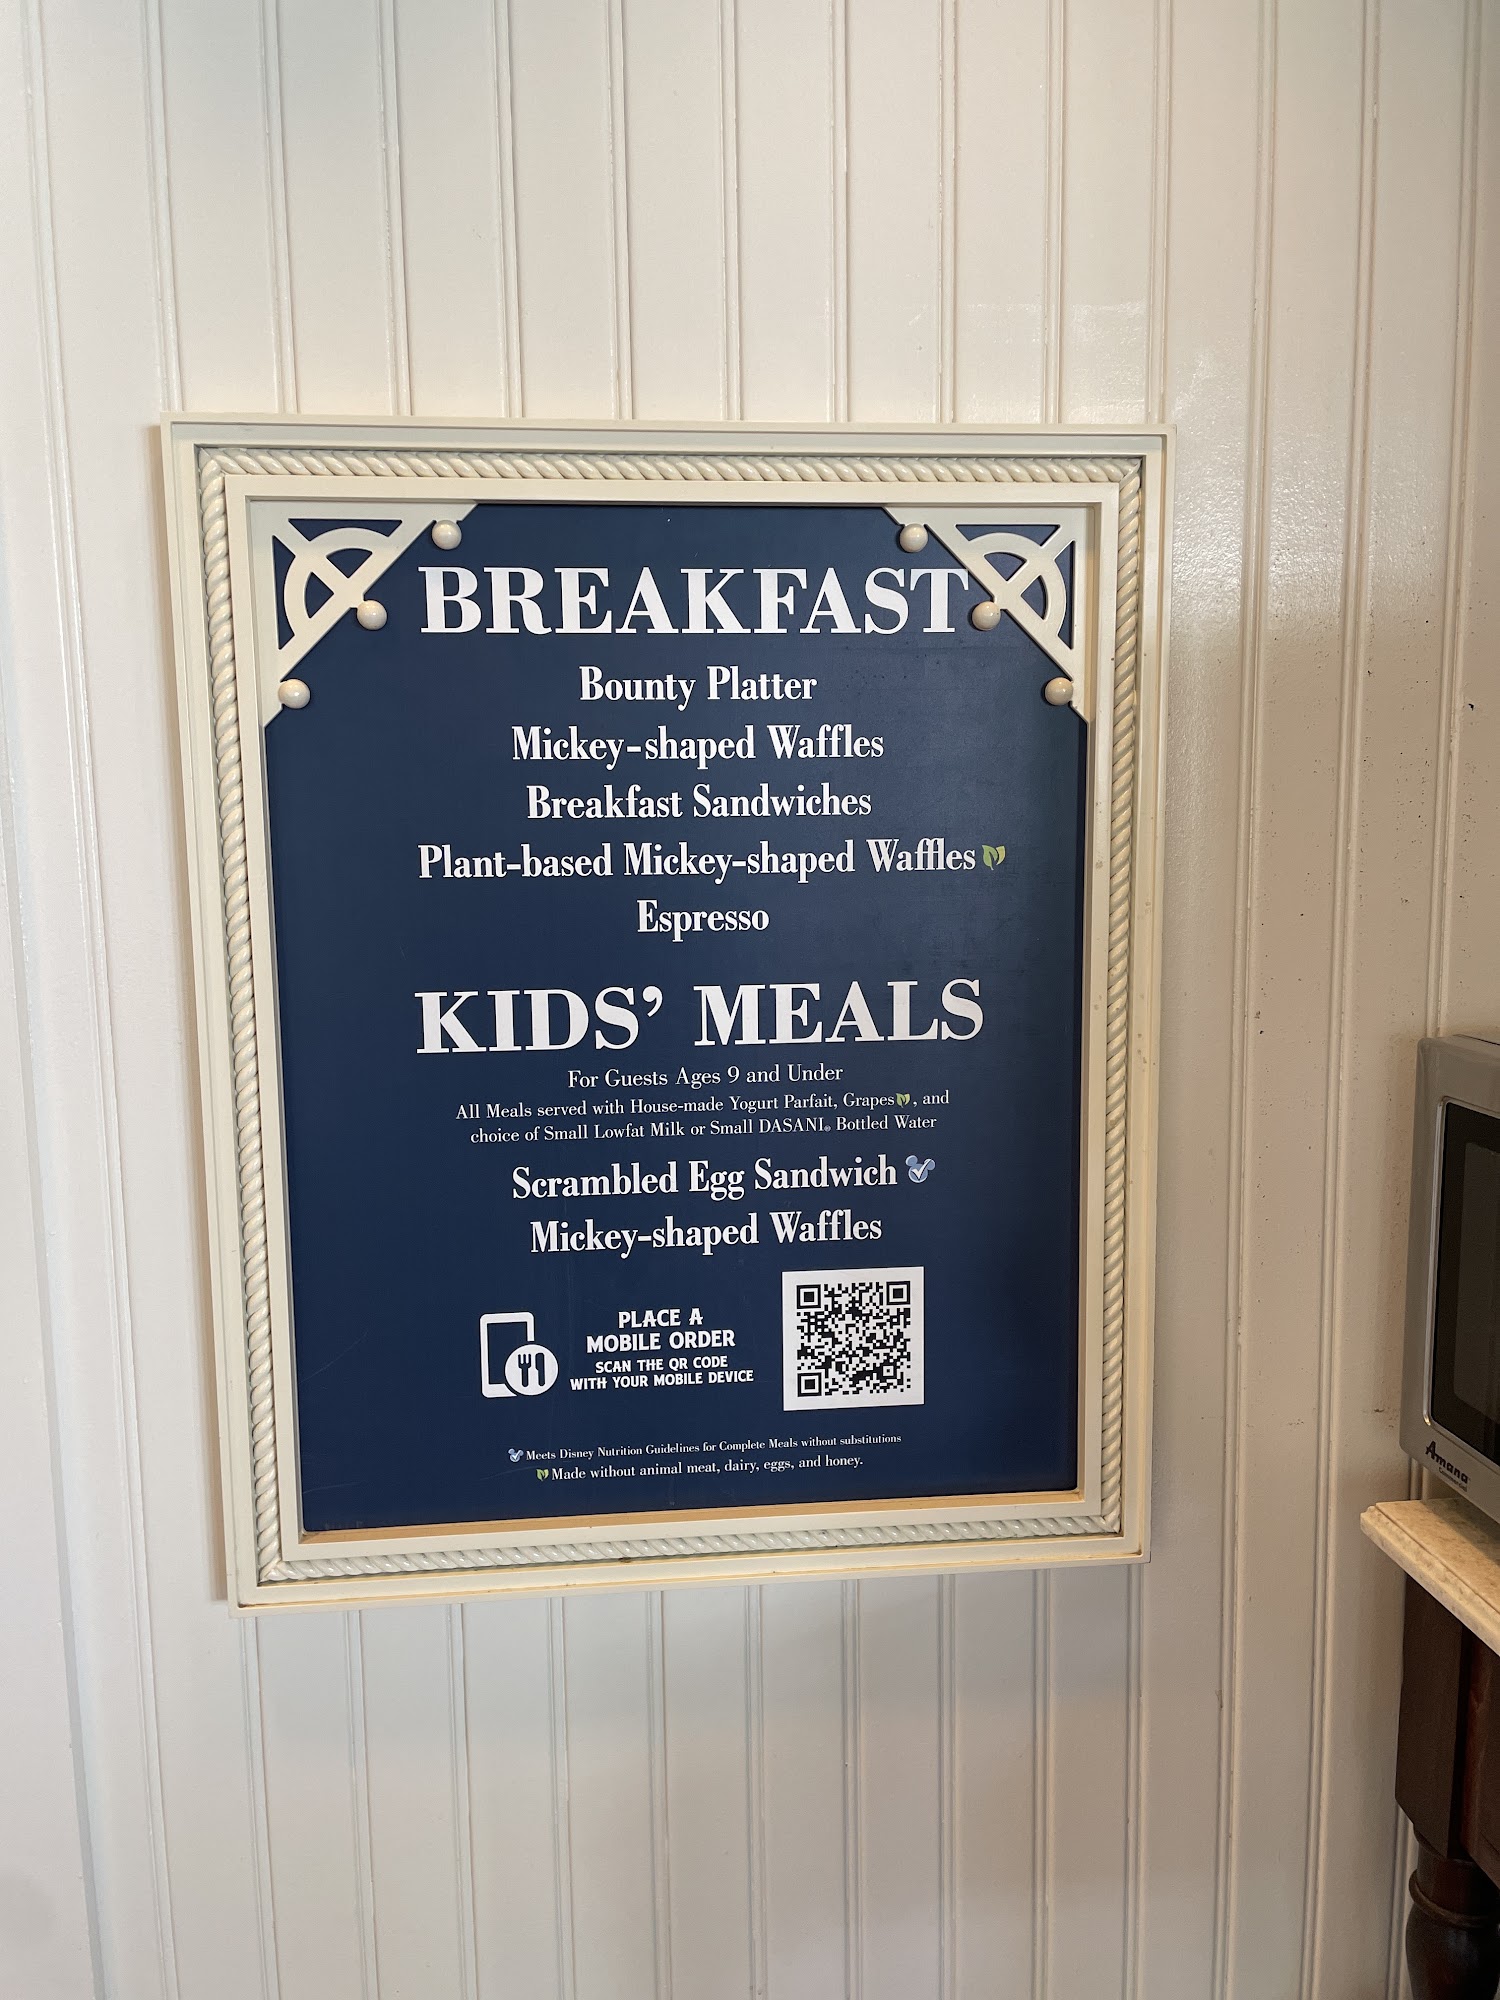 BREAKFAST
Bounty Platter
Mickey-shaped Waffles
Breakfast Sandwiches
Plant-based Mickey-shaped Waffles
Espresso
KIDS’ MEALS
For Guests Ages 9 and Under
All Meals served with House-made Yogurt Parfait, Grapes, and
choice of Small Lowfat Milk or Small DASANI® Bottled Water
Scrambled Egg Sandwich
Mickey-shaped Waffles
PLACE A
MOBILE ORDER
SCAN THE QR CODE
WITH YOUR MOBILE DEVICE
Meets Disney Nutrition Guidelines for Complete Meals without substitutions
Made without animal meat, dairy, eggs, and honey.
Amana
Commercial